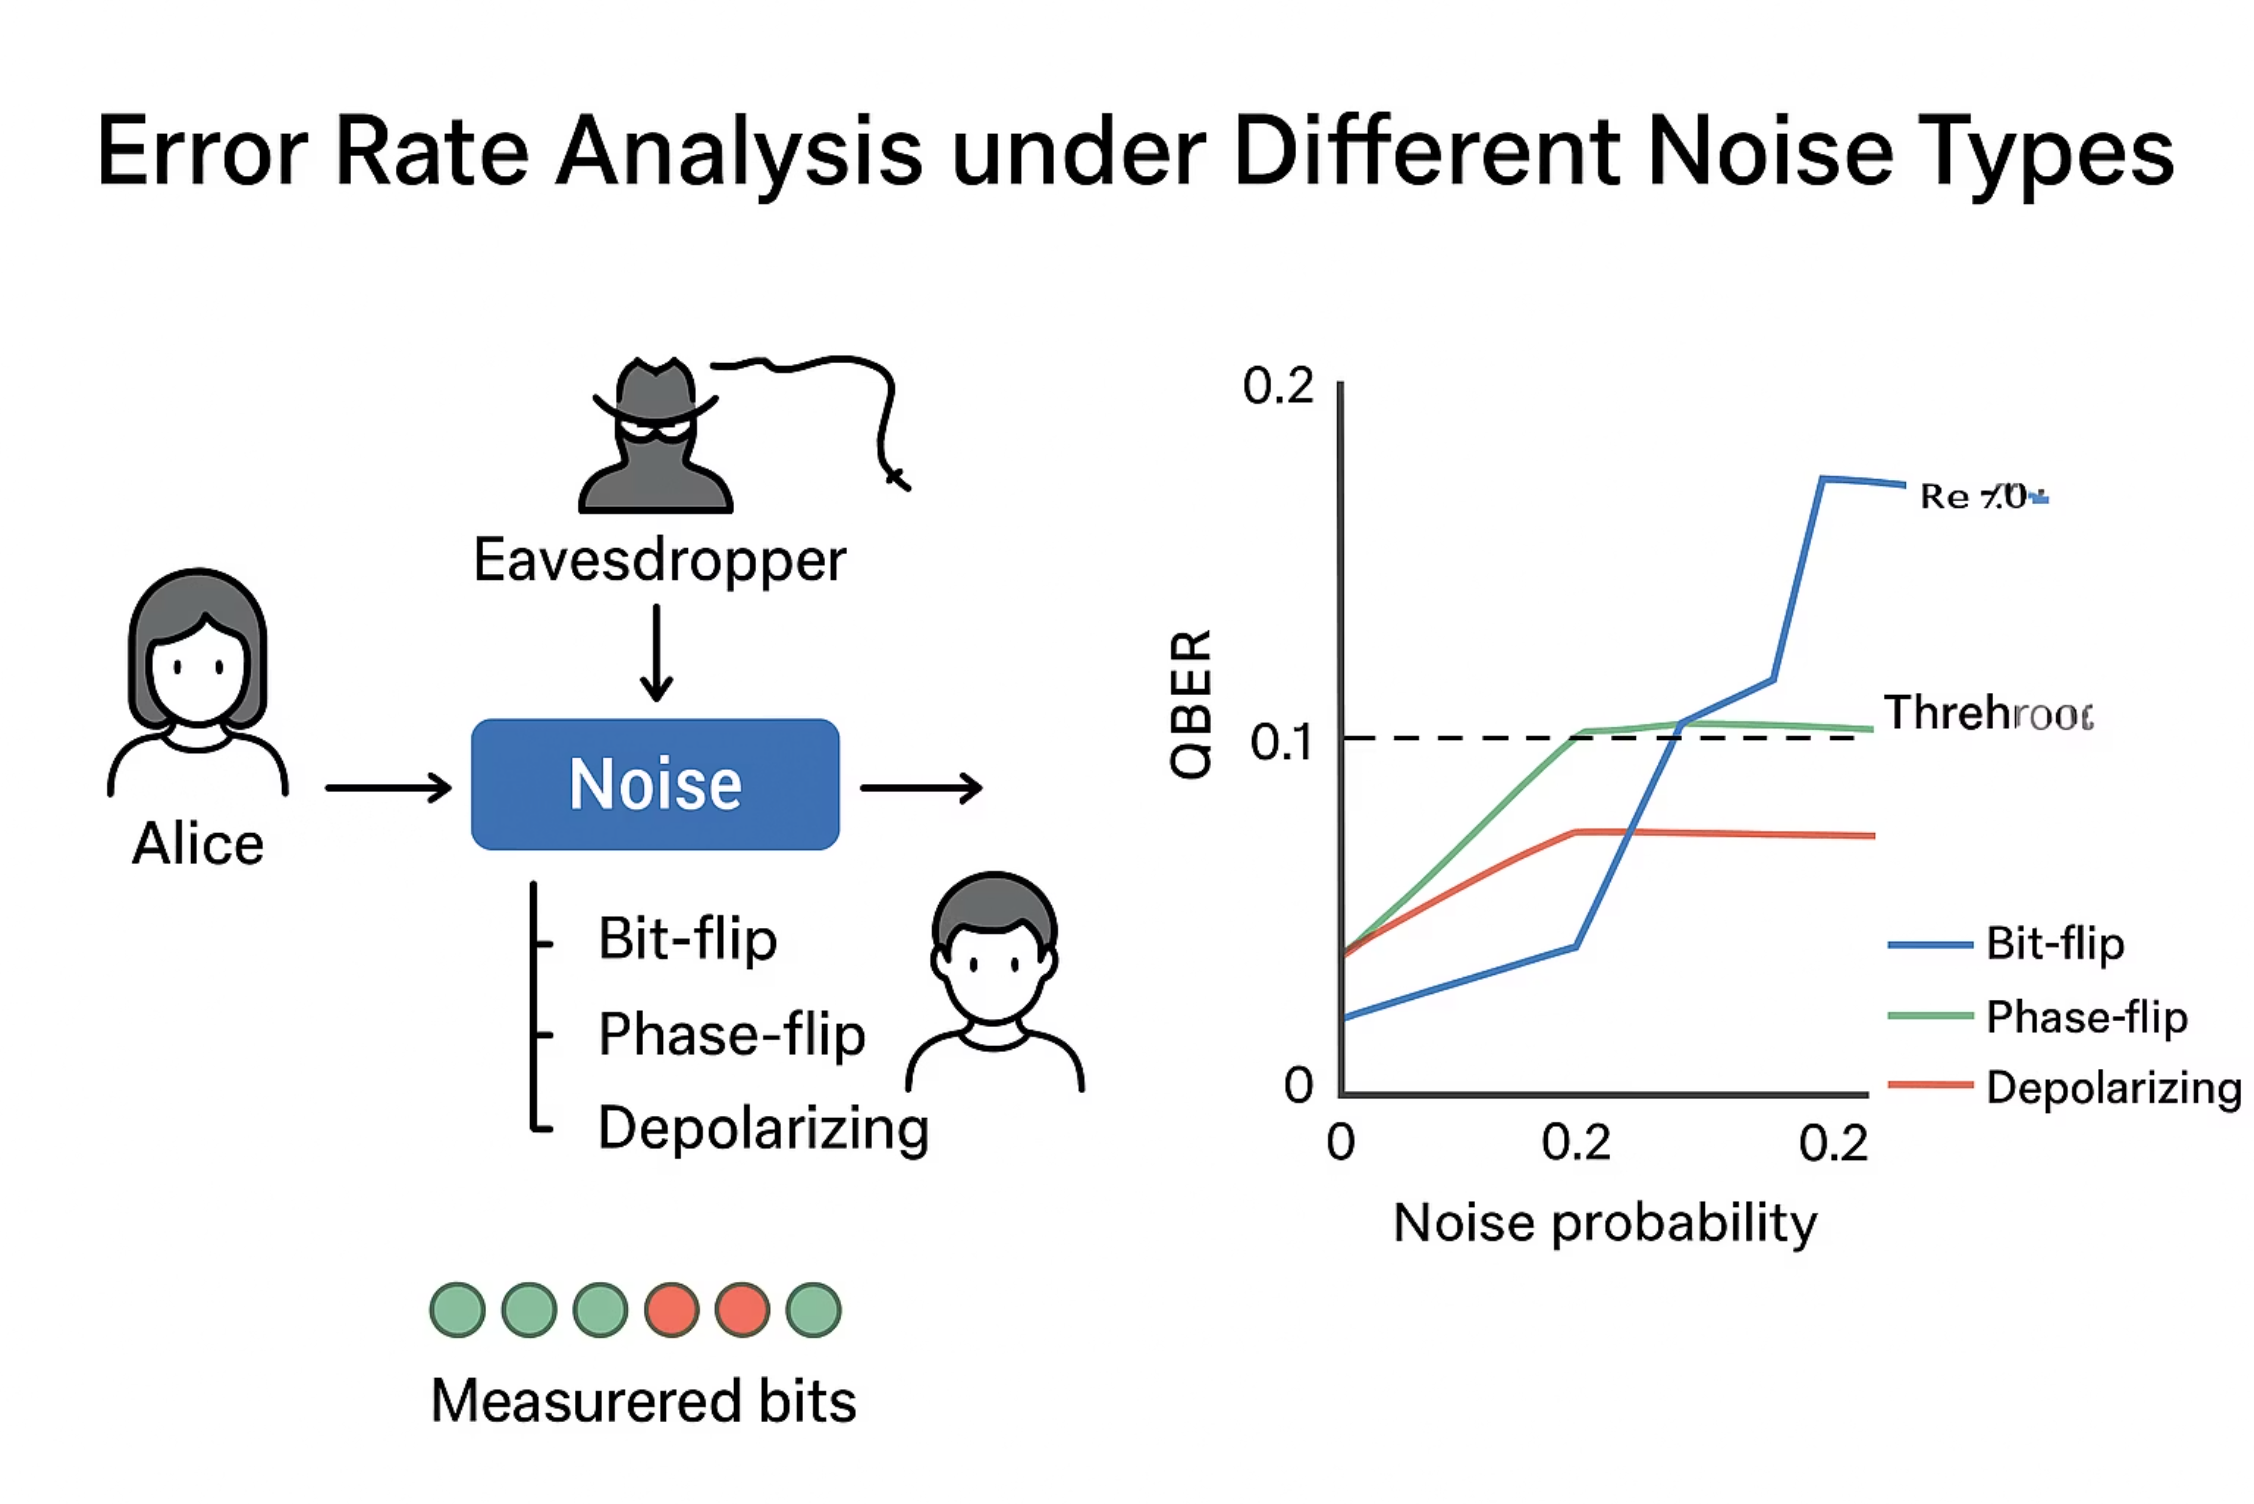 Error Rate Analysis under Different Noise Types
Eavesdropper
Alice
Noise
Bit-flip
Phase-flip
Depolarizing
Measurered bits
QBER
0.2
0.1
0
0
0.2
0.2
Noise probability
Bit-flip
Phase-flip
Depolarizing